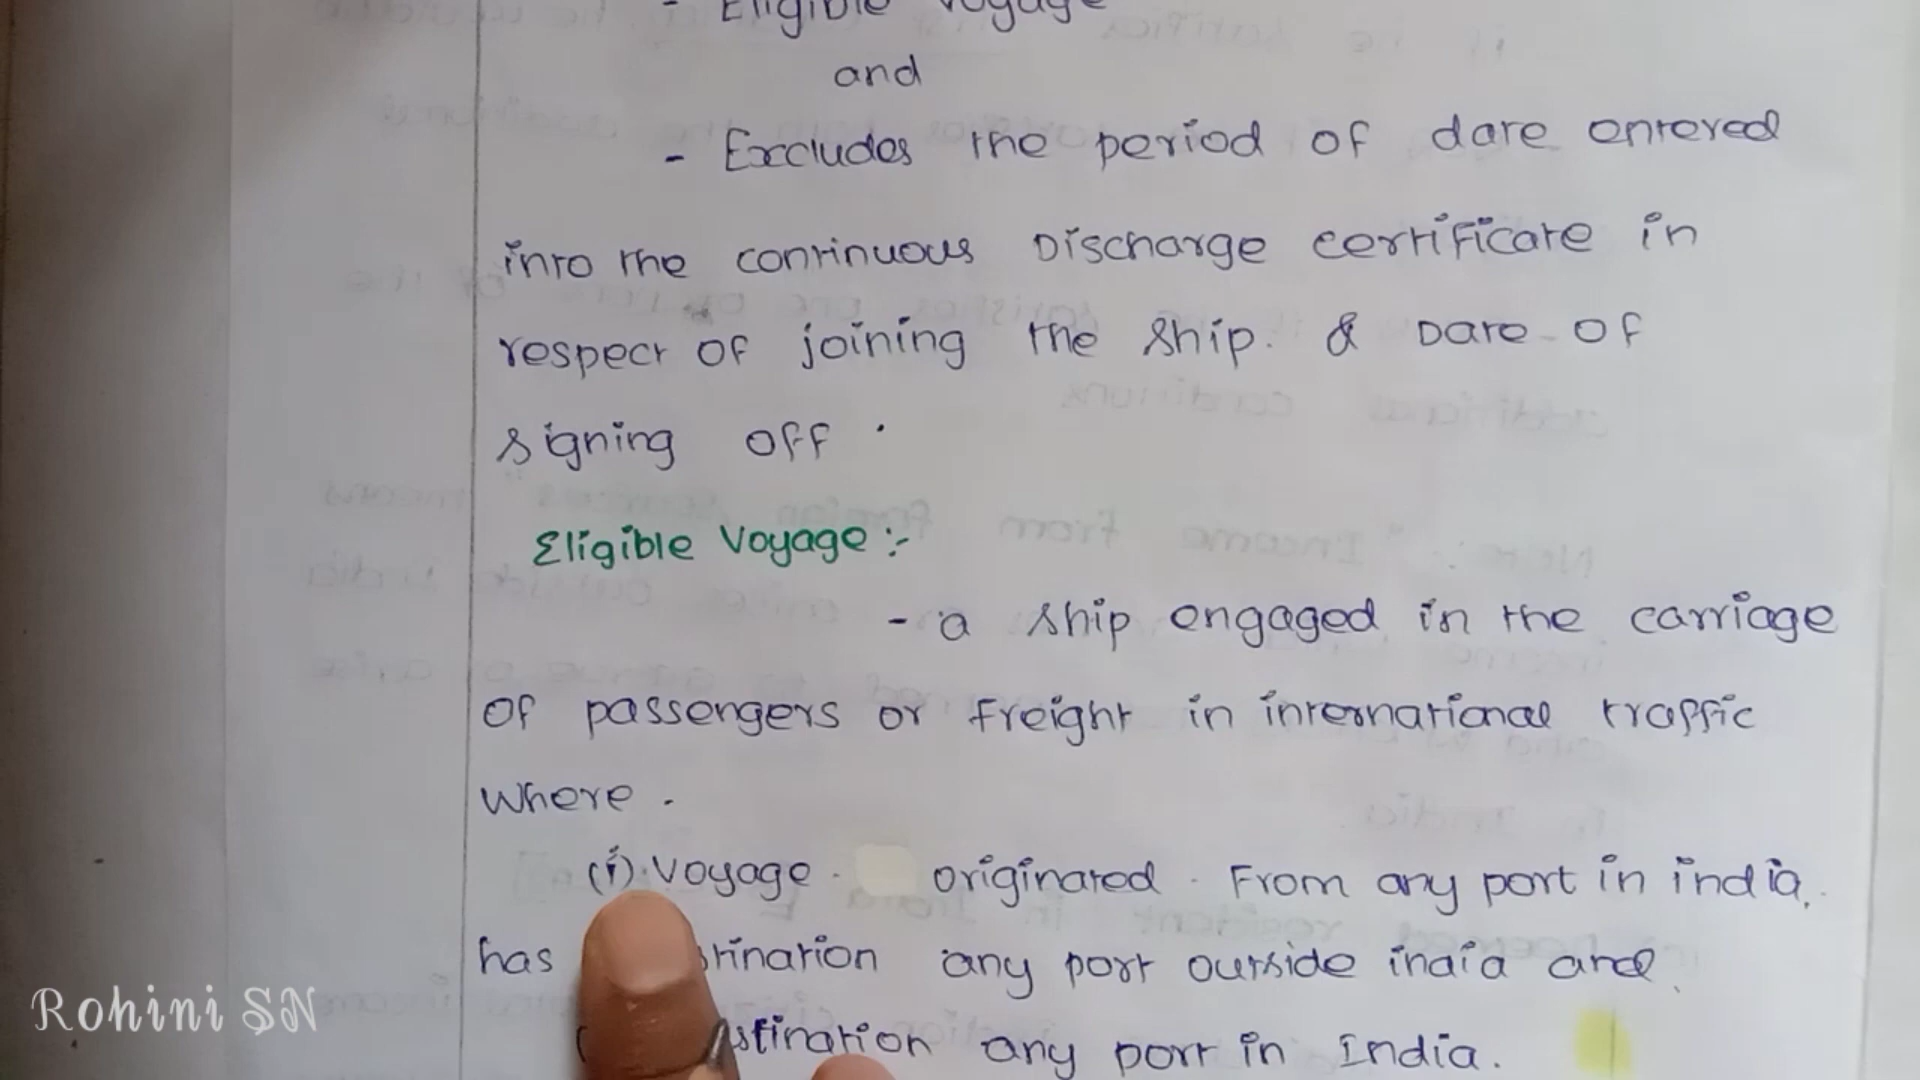 - Eligible Voyage
and
- Excludes the period of date entered
into the continuous Discharge certificate in
respect of joining the ship. & Date of
signing off .
Eligible Voyage :-
- a ship engaged in the carriage
of passengers or freight in international traffic
where .
(i) Voyage originated From any port in india,
has any port outside india and
any port in India.
Rohini SN